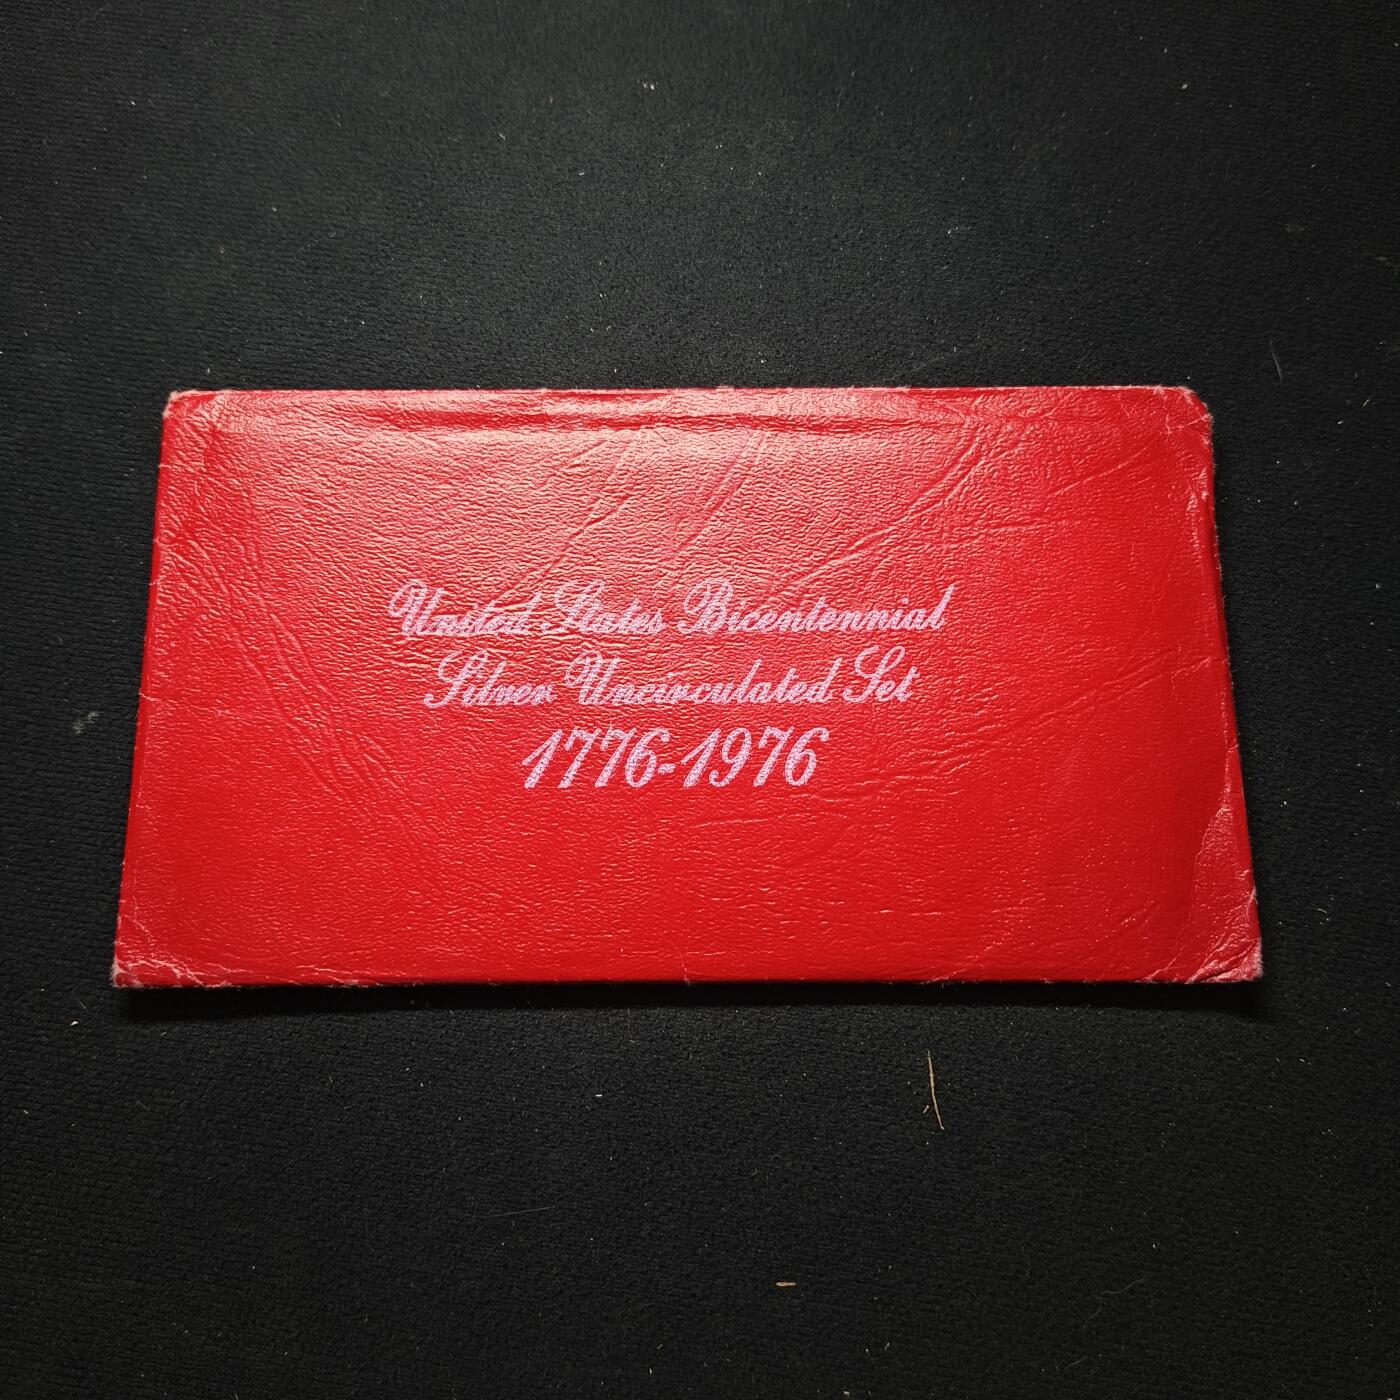 United States Bicentennial
Silver Uncirculated Set
1776-1976